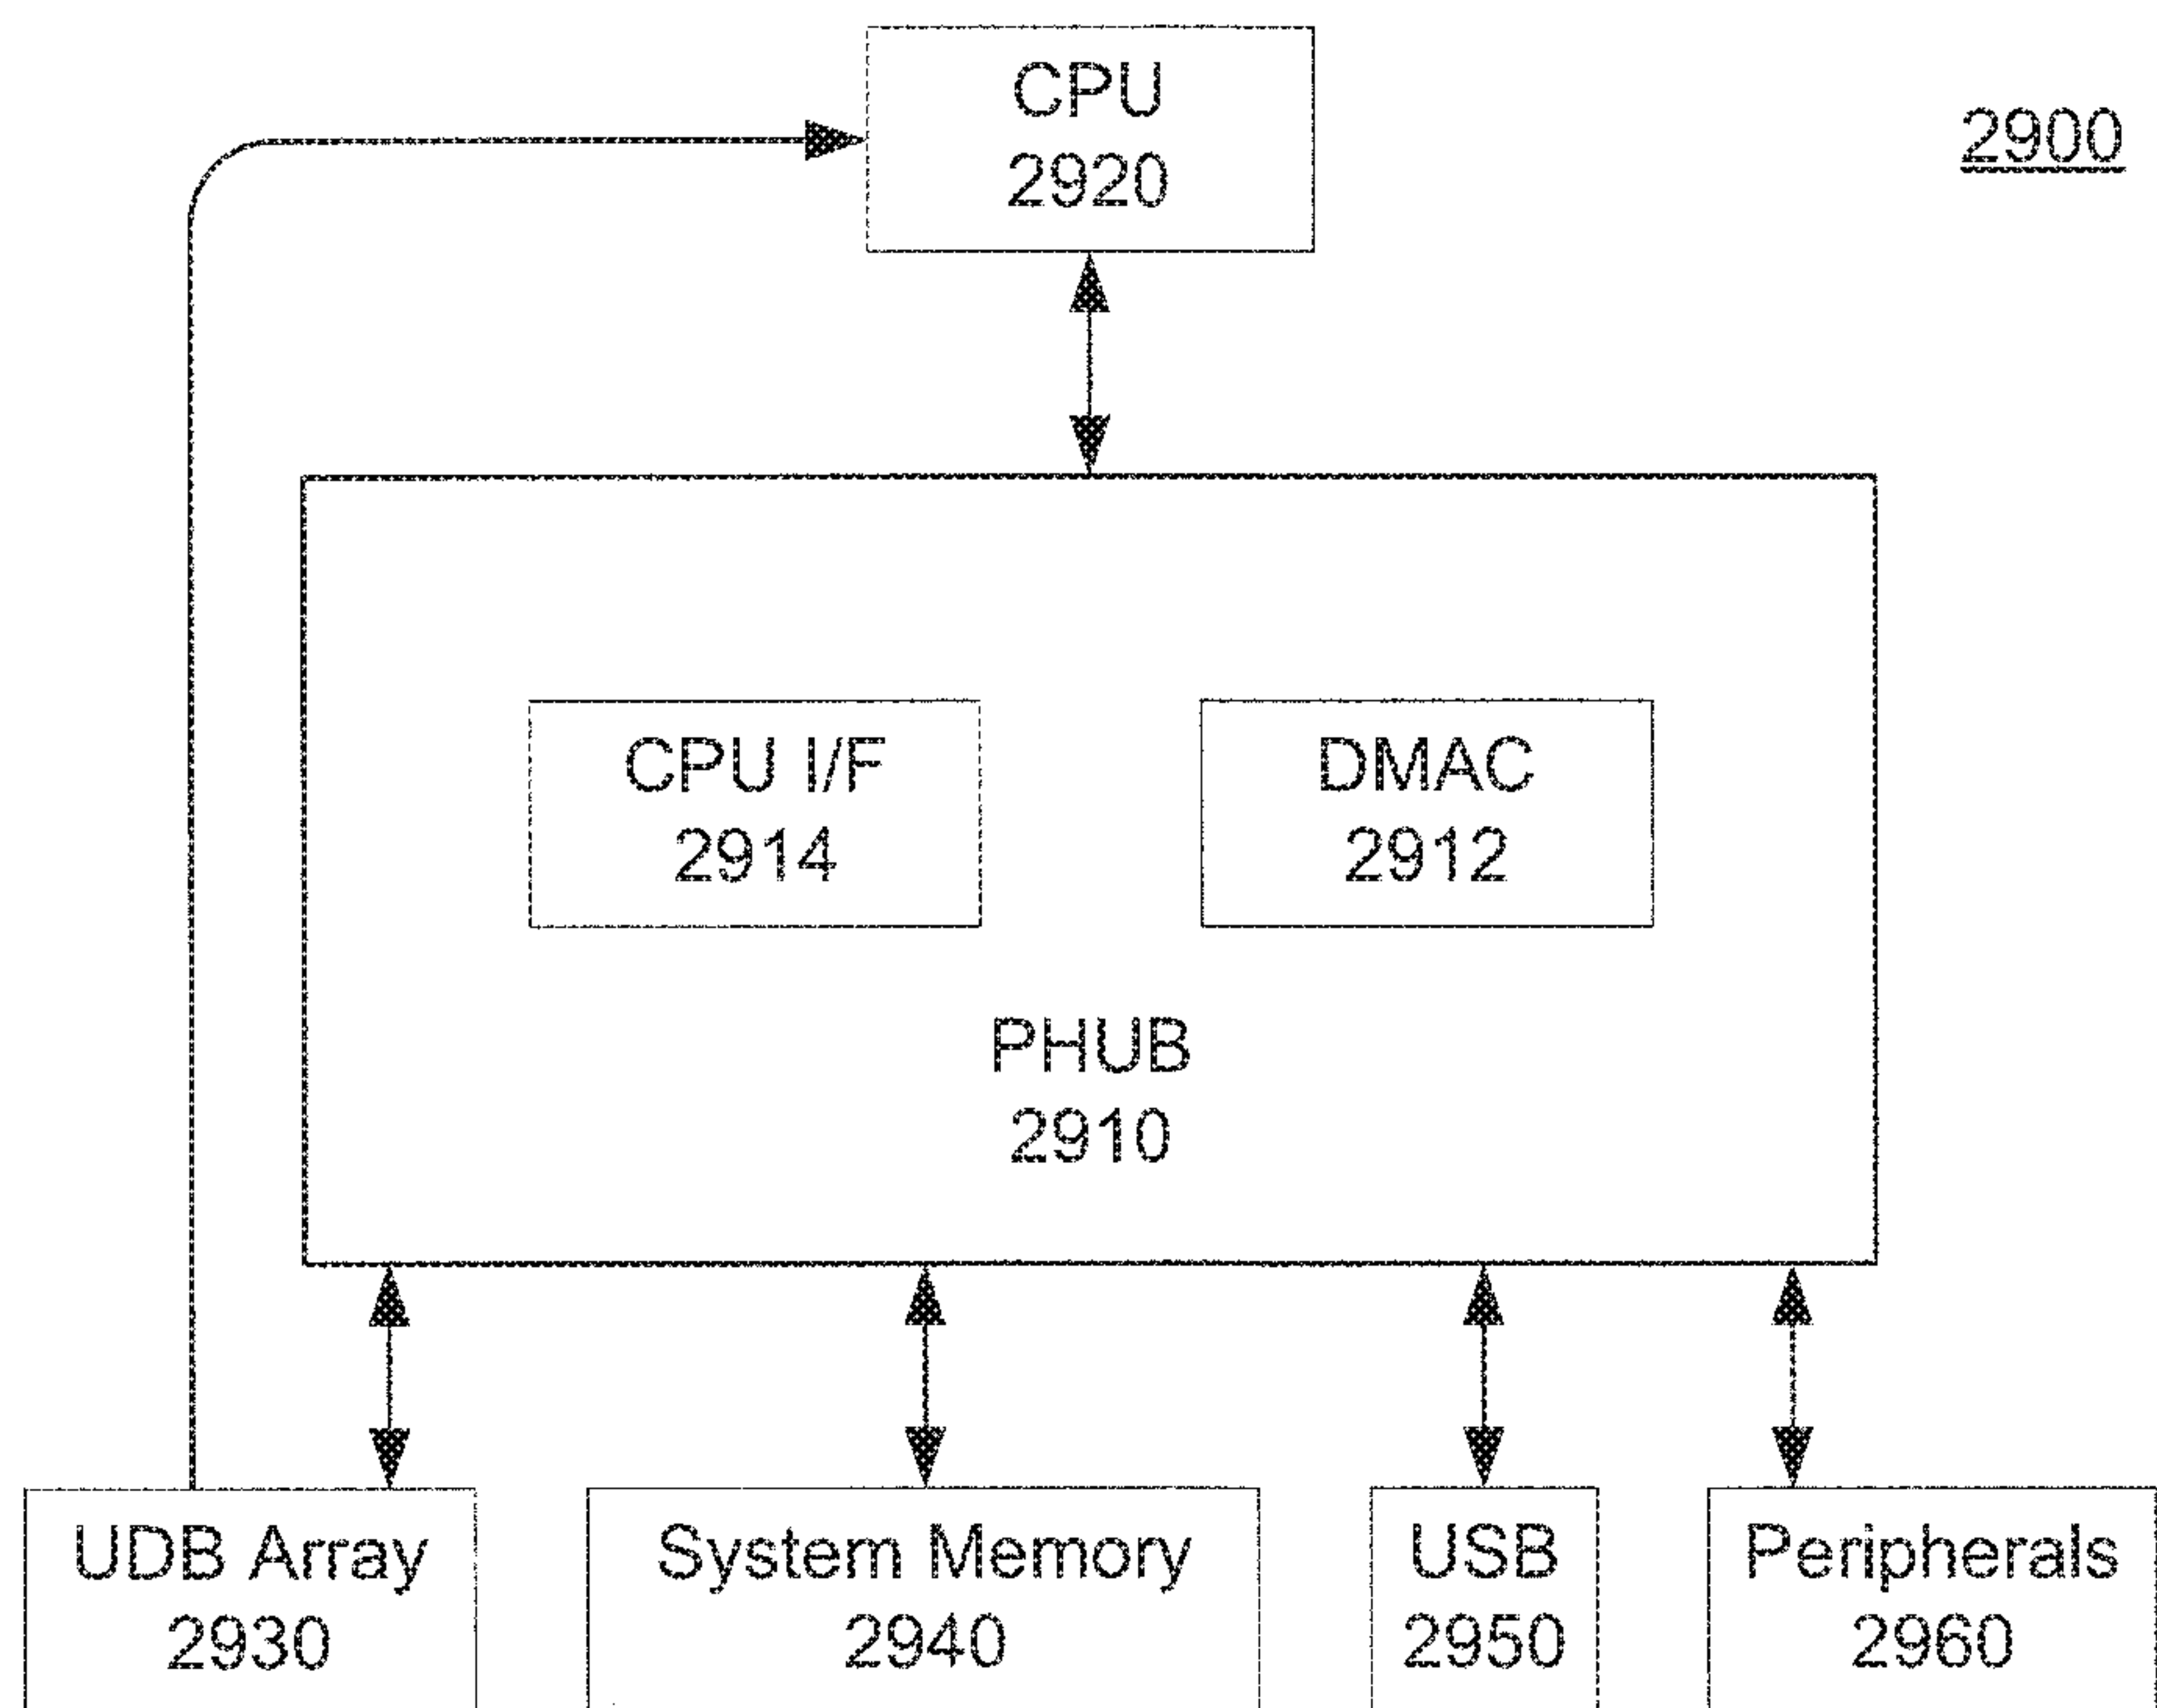 CPU
2920
2900
CPU I/F
2914
DMAC
2912
PHUB
2910
UDB Array
2930
System Memory
2940
USB
2950
Peripherals
2960